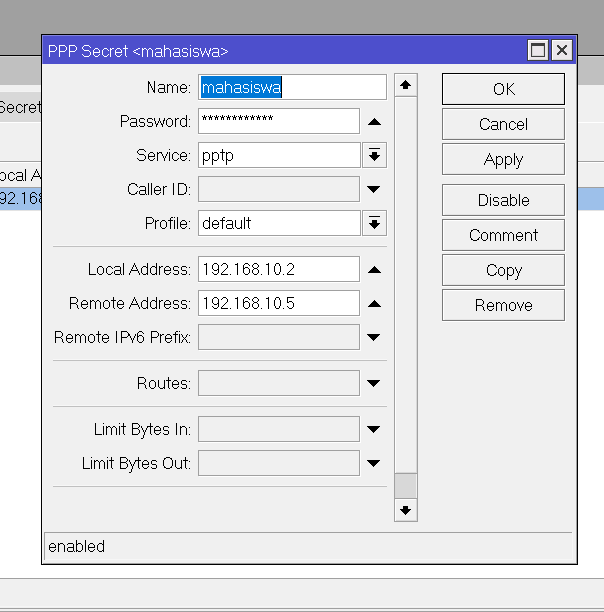 PPP Secret <mahasiswa>
Name: mahasiswa
Password: ************
Service: pptp
Caller ID:
Profile: default
Local Address: 192.168.10.2
Remote Address: 192.168.10.5
Remote IPv6 Prefix:
Routes:
Limit Bytes In:
Limit Bytes Out:
OK
Cancel
Apply
Disable
Comment
Copy
Remove
enabled
Secret
ocal A
92.168